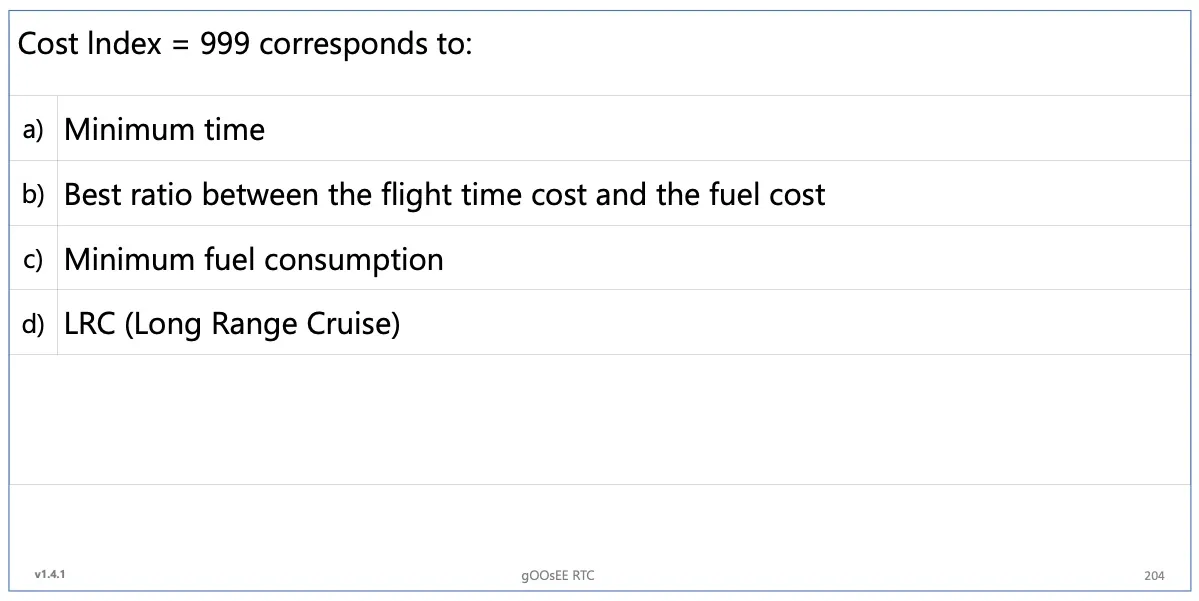 Cost Index = 999 corresponds to:
a) Minimum time
b) Best ratio between the flight time cost and the fuel cost
c) Minimum fuel consumption
d) LRC (Long Range Cruise)
v1.4.1 gOOsEE RTC 204